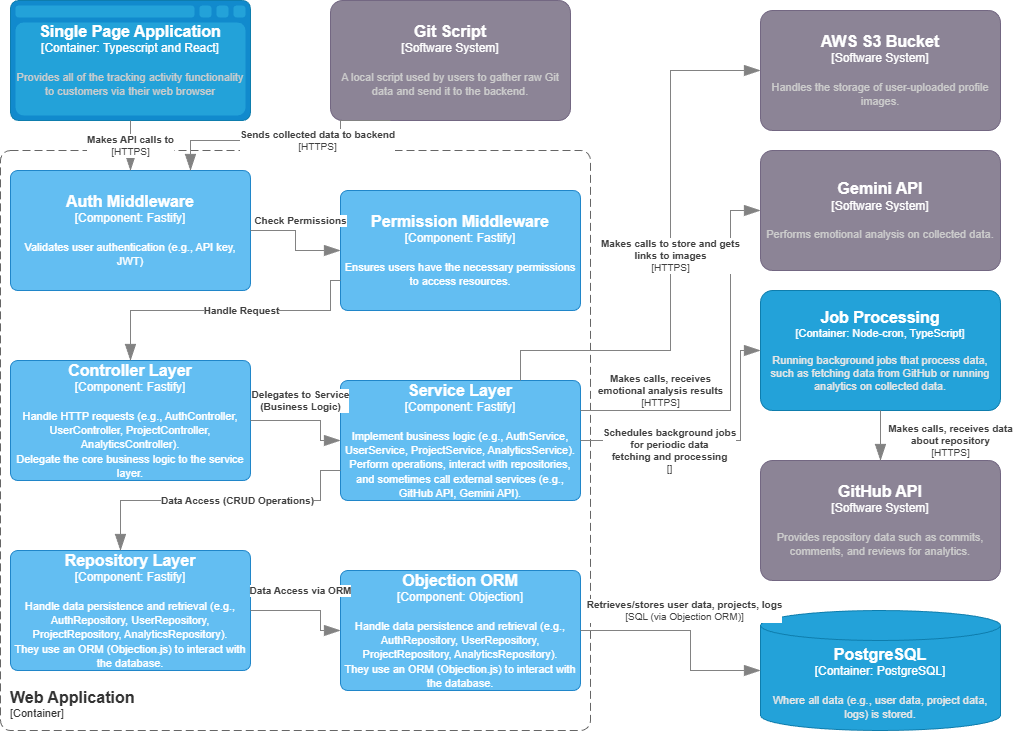 Single Page Application
[Container: Typescript and React]
Provides all of the tracking activity functionality
to customers via their web browser
Git Script
[Software System]
A local script used by users to gather raw Git
data and send it to the backend.
AWS S3 Bucket
[Software System]
Handles the storage of user-uploaded profile
images.
Makes API calls to
[HTTPS]
Sends collected data to backend
[HTTPS]
Auth Middleware
[Component: Fastify]
Validates user authentication (e.g., API key,
JWT)
Check Permissions
Permission Middleware
[Component: Fastify]
Ensures users have the necessary permissions
to access resources.
Gemini API
[Software System]
Performs emotional analysis on collected data.
Makes calls to store and gets
links to images
[HTTPS]
Handle Request
Job Processing
[Container: Node-cron, TypeScript]
Running background jobs that process data,
such as fetching data from GitHub or running
analytics on collected data.
Controller Layer
[Component: Fastify]
Handle HTTP requests (e.g., AuthController,
UserController, ProjectController,
AnalyticsController).
Delegate the core business logic to the service
layer.
Delegates to Service
(Business Logic)
Service Layer
[Component: Fastify]
Implement business logic (e.g., AuthService,
UserService, ProjectService, AnalyticsService).
Perform operations, interact with repositories,
and sometimes call external services (e.g.,
GitHub API, Gemini API).
Makes calls, receives
emotional analysis results
[HTTPS]
Schedules background jobs
for periodic data
fetching and processing
[]
Makes calls, receives data
about repository
[HTTPS]
Data Access (CRUD Operations)
GitHub API
[Software System]
Provides repository data such as commits,
comments, and reviews for analytics.
Repository Layer
[Component: Fastify]
Handle data persistence and retrieval (e.g.,
AuthRepository, UserRepository,
ProjectRepository, AnalyticsRepository).
They use an ORM (Objection.js) to interact with
the database.
Data Access via ORM
Objection ORM
[Component: Objection]
Handle data persistence and retrieval (e.g.,
AuthRepository, UserRepository,
ProjectRepository, AnalyticsRepository).
They use an ORM (Objection.js) to interact with
the database.
Retrieves/stores user data, projects, logs
[SQL (via Objection ORM)]
PostgreSQL
[Container: PostgreSQL]
Where all data (e.g., user data, project data,
logs) is stored.
Web Application
[Container]